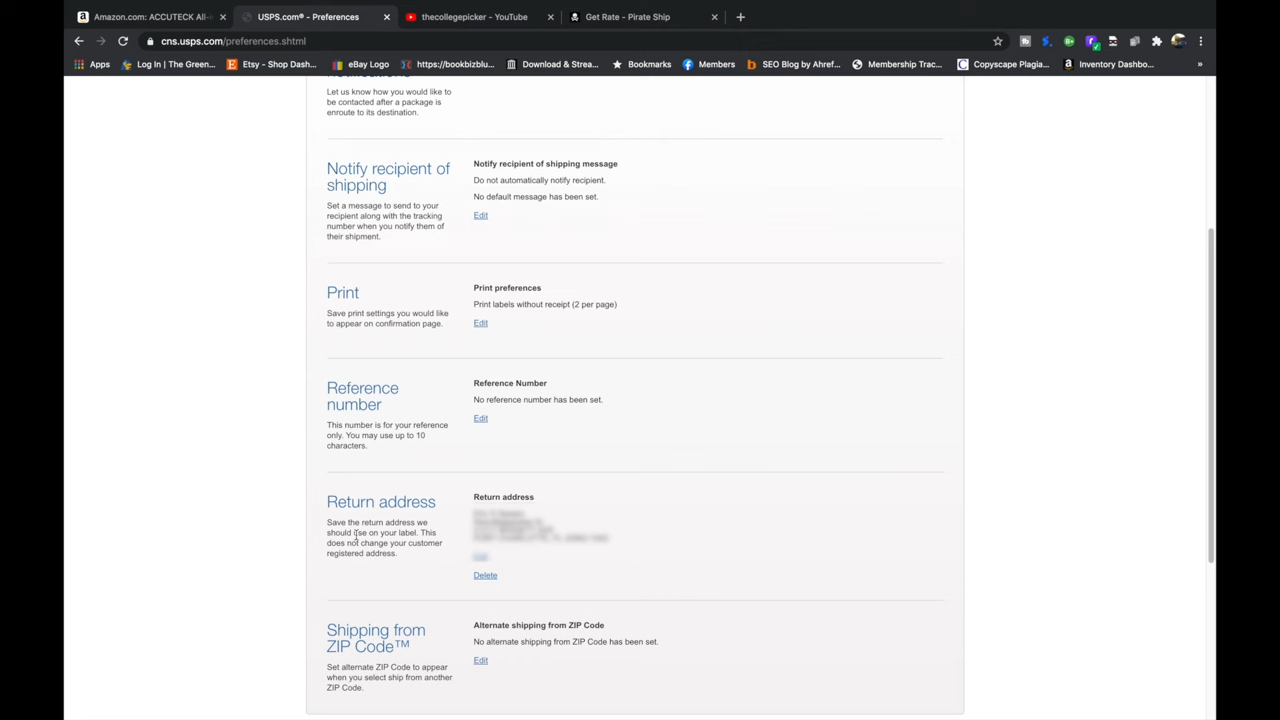 Amazon.com: ACCUTECK All-i
USPS.com® - Preferences
thecollegepicker - YouTube
Get Rate - Pirate Ship
cns.usps.com/preferences.shtml
Apps
Log In | The Green...
Etsy - Shop Dash...
eBay Logo
https://bookbizblu...
Download & Strea...
Bookmarks
Members
SEO Blog by Ahref...
Membership Trac...
Copyscape Plagia...
Inventory Dashbo...
»
Let us know how you would like to
be contacted after a package is
enroute to its destination.
Notify recipient of
shipping
Set a message to send to your
recipient along with the tracking
number when you notify them of
their shipment.
Notify recipient of shipping message
Do not automatically notify recipient.
No default message has been set.
Edit
Print
Save print settings you would like
to appear on confirmation page.
Print preferences
Print labels without receipt (2 per page)
Edit
Reference
number
This number is for your reference
only. You may use up to 10
characters.
Reference Number
No reference number has been set.
Edit
Return address
Save the return address we
should use on your label. This
does not change your customer
registered address.
Return address
Delete
Shipping from
ZIP Code™
Set alternate ZIP Code to appear
when you select ship from another
ZIP Code.
Alternate shipping from ZIP Code
No alternate shipping from ZIP Code has been set.
Edit